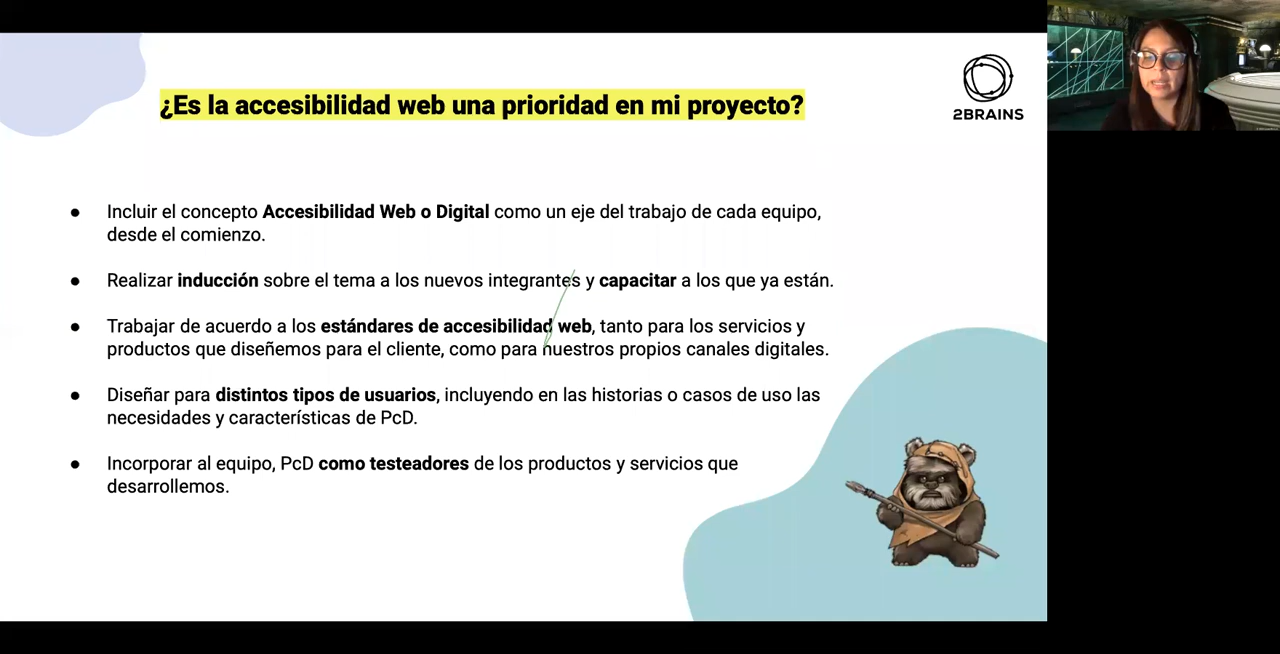 ¿Es la accesibilidad web una prioridad en mi proyecto?
2BRAINS
● Incluir el concepto Accesibilidad Web o Digital como un eje del trabajo de cada equipo,
desde el comienzo.
● Realizar inducción sobre el tema a los nuevos integrantes y capacitar a los que ya están.
● Trabajar de acuerdo a los estándares de accesibilidad web, tanto para los servicios y
productos que diseñemos para el cliente, como para nuestros propios canales digitales.
● Diseñar para distintos tipos de usuarios, incluyendo en las historias o casos de uso las
necesidades y características de PcD.
● Incorporar al equipo, PcD como testeadores de los productos y servicios que
desarrollemos.